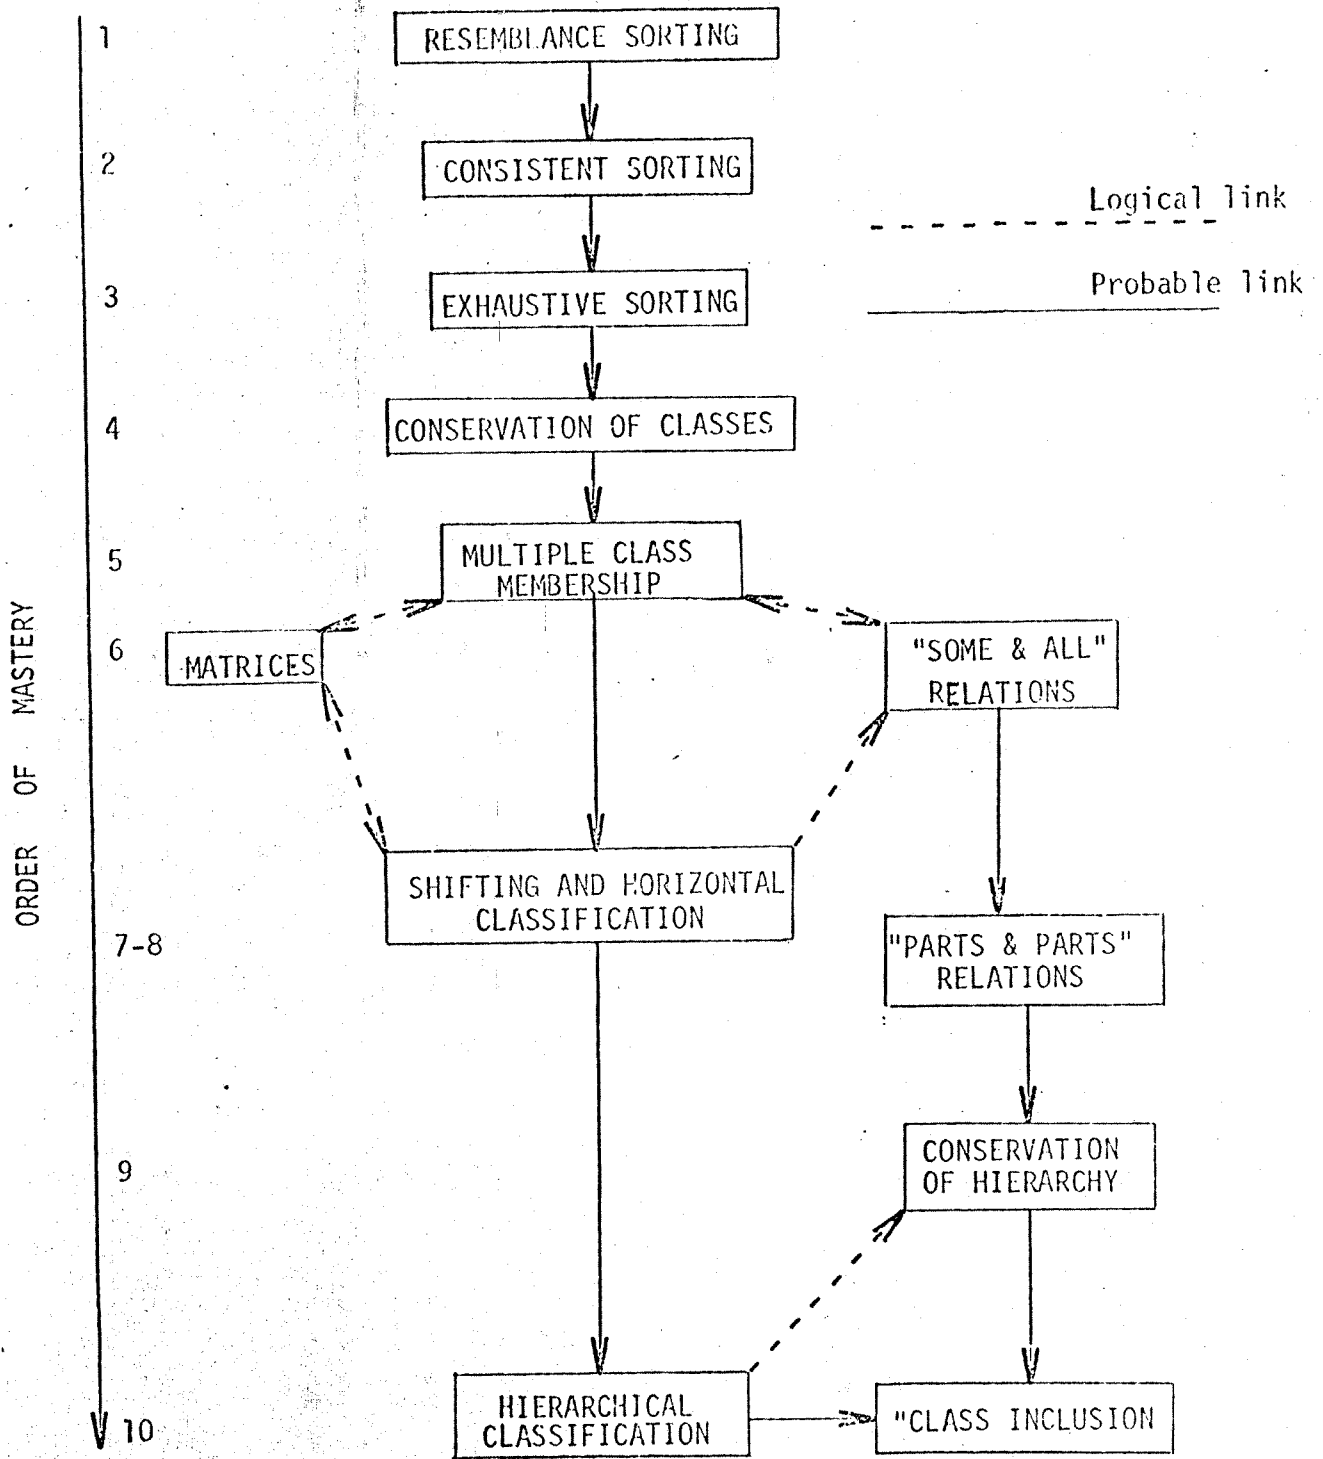 1
RESEMBLANCE SORTING
2
CONSISTENT SORTING
Logical link
3
EXHAUSTIVE SORTING
Probable link
4
CONSERVATION OF CLASSES
5
MULTIPLE CLASS
MEMBERSHIP
6
MATRICES
"SOME & ALL"
RELATIONS
ORDER OF MASTERY
SHIFTING AND HORIZONTAL
CLASSIFICATION
7-8
"PARTS & PARTS"
RELATIONS
9
CONSERVATION
OF HIERARCHY
10
HIERARCHICAL
CLASSIFICATION
"CLASS INCLUSION